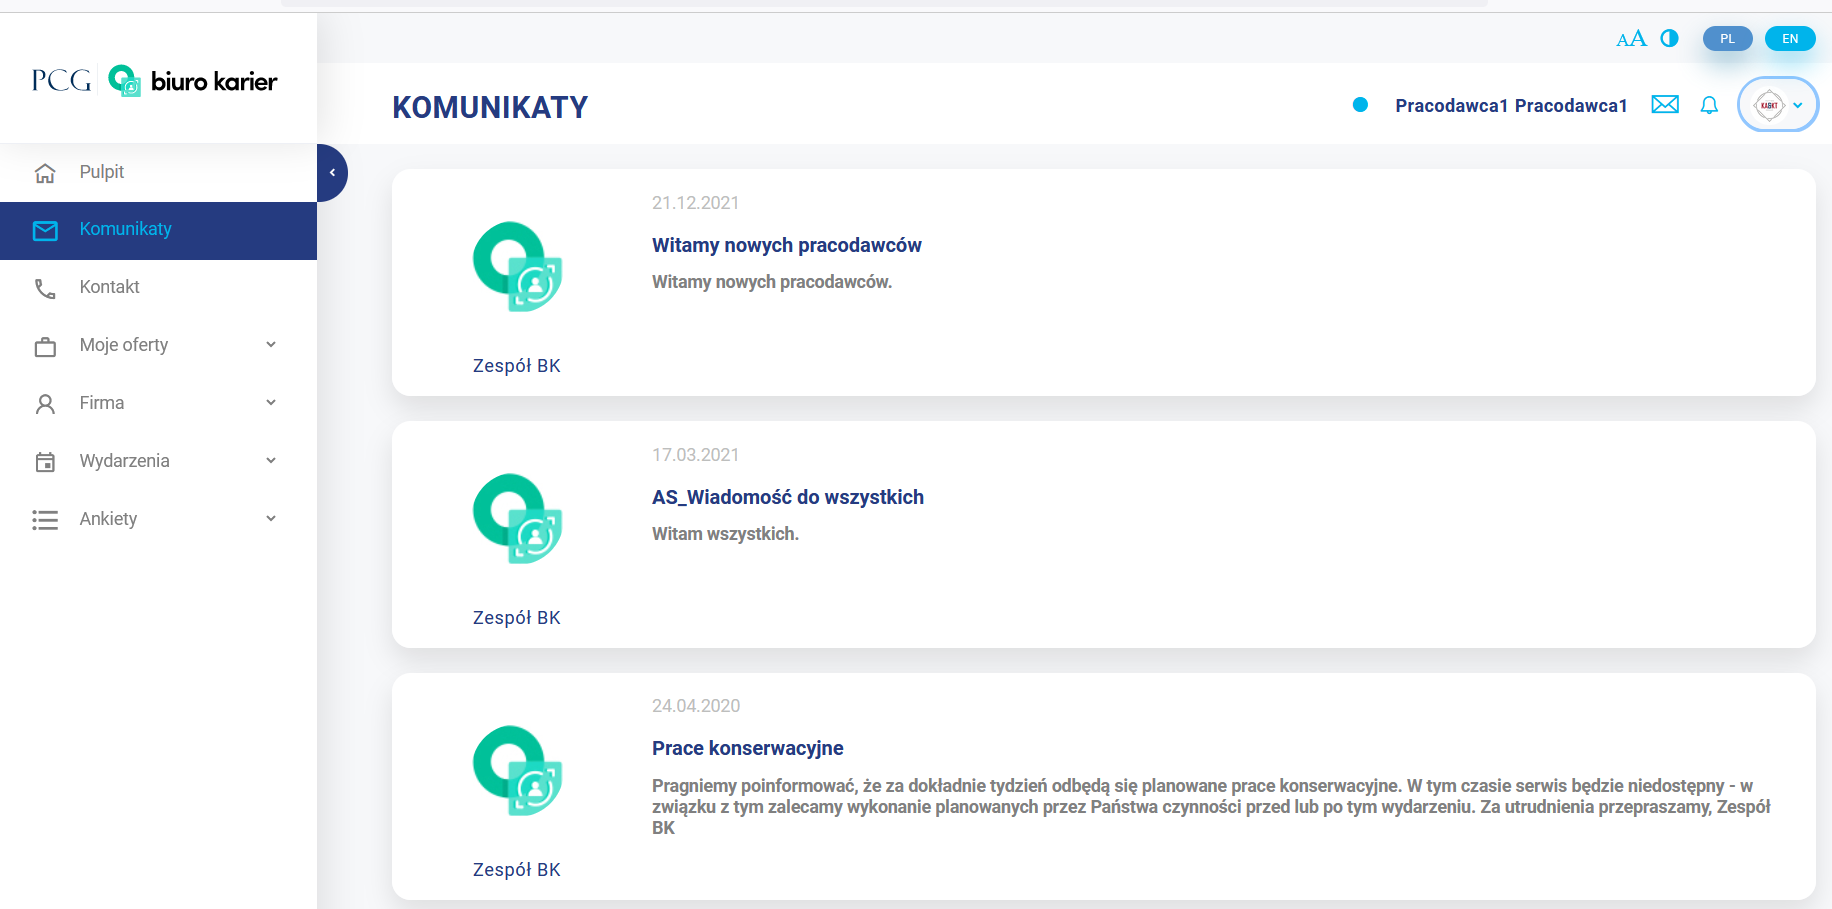 AA
PL
EN
PCG biuro karier
KOMUNIKATY
Pracodawca1 Pracodawca1
KASKT
Pulpit
Komunikaty
Kontakt
Moje oferty
Firma
Wydarzenia
Ankiety
21.12.2021
Witamy nowych pracodawców
Witamy nowych pracodawców.
Zespół BK
17.03.2021
AS_Wiadomość do wszystkich
Witam wszystkich.
Zespół BK
24.04.2020
Prace konserwacyjne
Pragniemy poinformować, że za dokładnie tydzień odbędą się planowane prace konserwacyjne. W tym czasie serwis będzie niedostępny - w
związku z tym zalecamy wykonanie planowanych przez Państwa czynności przed lub po tym wydarzeniu. Za utrudnienia przepraszamy, Zespół
BK
Zespół BK